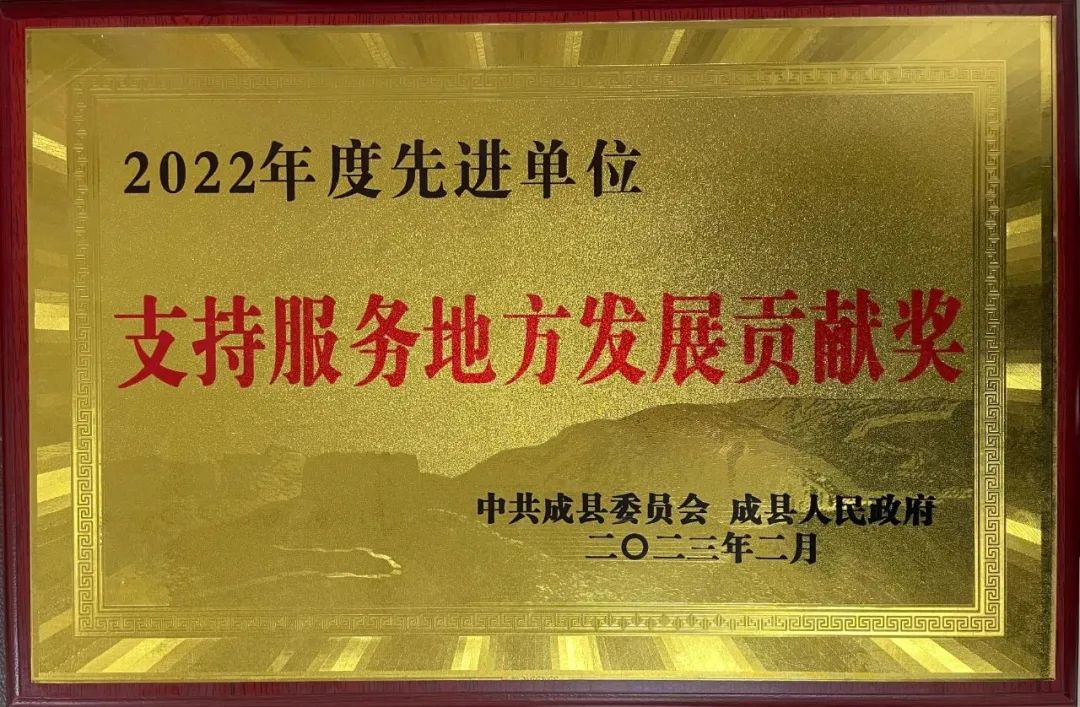 2022年度先进单位
支持服务地方发展贡献奖
中共成县委员会 成县人民政府
二〇二三年二月